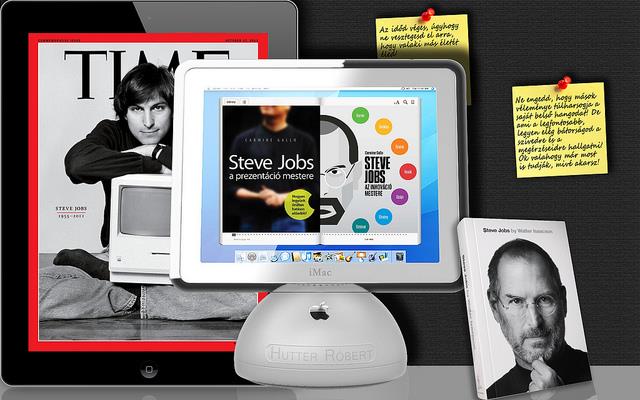 TIME
STEVE JOBS
1955–2011
CARMINE GALLO
Steve Jobs
a prezentáció mestere
Carmine Gallo
STEVE
JOBS
AZ INNOVÁCIÓ
MESTERE
iMac
HUTTER RÓBERT
Az időd véges, úgyhogy
ne vesztegesd el arra,
hogy valaki más életét
éled!
Ne engedd, hogy mások
véleménye túlharsogja a
saját belső hangodat! De
ami a legfontosabb,
legyen elég bátorságod a
szívedre és a
megérzéseidre hallgatni!
Ők valahogy már most
is tudják, mivé akarsz!
Steve Jobs by Walter Isaacson